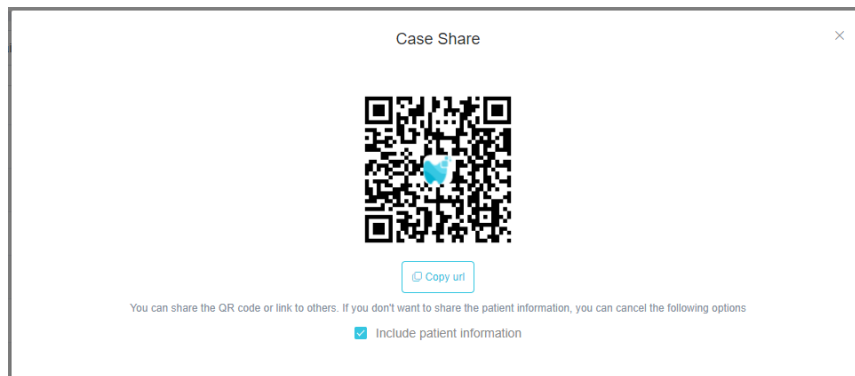 Case Share
Copy url
You can share the QR code or link to others. If you don't want to share the patient information, you can cancel the following options
Include patient information